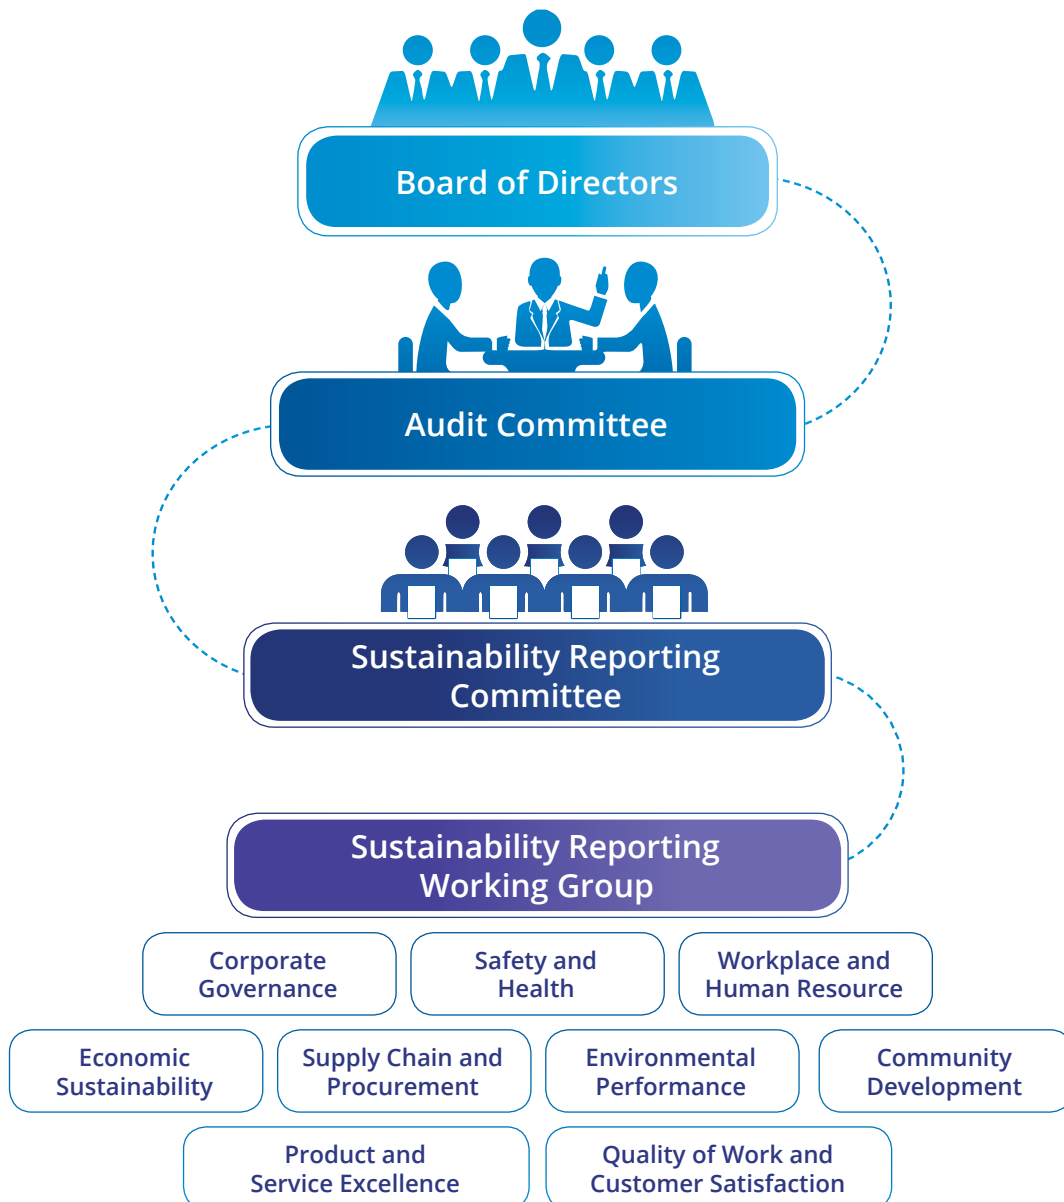 Board of Directors
Audit Committee
Sustainability Reporting
Committee
Sustainability Reporting
Working Group
Corporate
Governance
Safety and
Health
Workplace and
Human Resource
Economic
Sustainability
Supply Chain and
Procurement
Environmental
Performance
Community
Development
Product and
Service Excellence
Quality of Work and
Customer Satisfaction